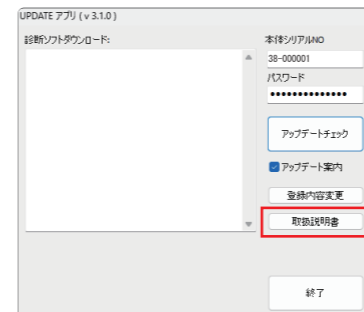 UPDATE アプリ ( v 3.1.0 )
診断ソフトダウンロード:
本体シリアルNO
38-000001
パスワード
••••••••••••••
アップデートチェック
アップデート案内
登録内容変更
取扱説明書
終了